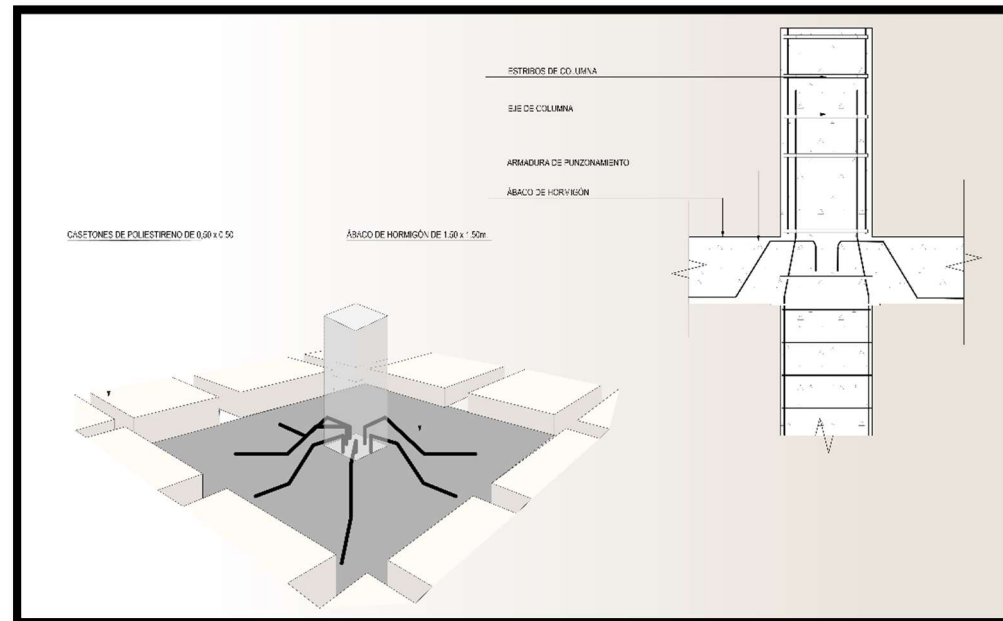 ESTRIBOS DE COLUMNA
EJE DE COLUMNA
ARMADURA DE PUNZONAMIENTO
ÁBACO DE HORMIGÓN
CASETONES DE POLIESTIRENO DE 0,50 x 0.50
ÁBACO DE HORMIGÓN DE 1.50 x 1.50m